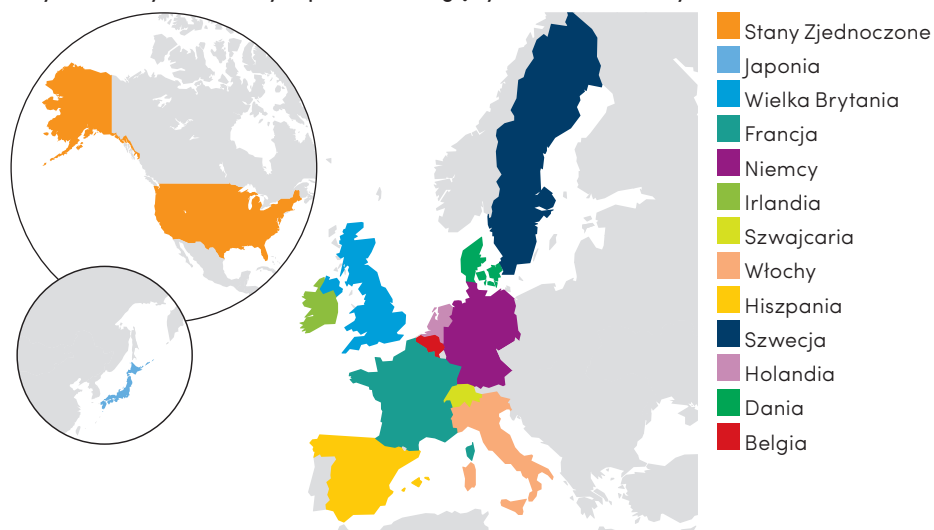 Stany Zjednoczone
Japonia
Wielka Brytania
Francja
Niemcy
Irlandia
Szwajcaria
Włochy
Hiszpania
Szwecja
Holandia
Dania
Belgia